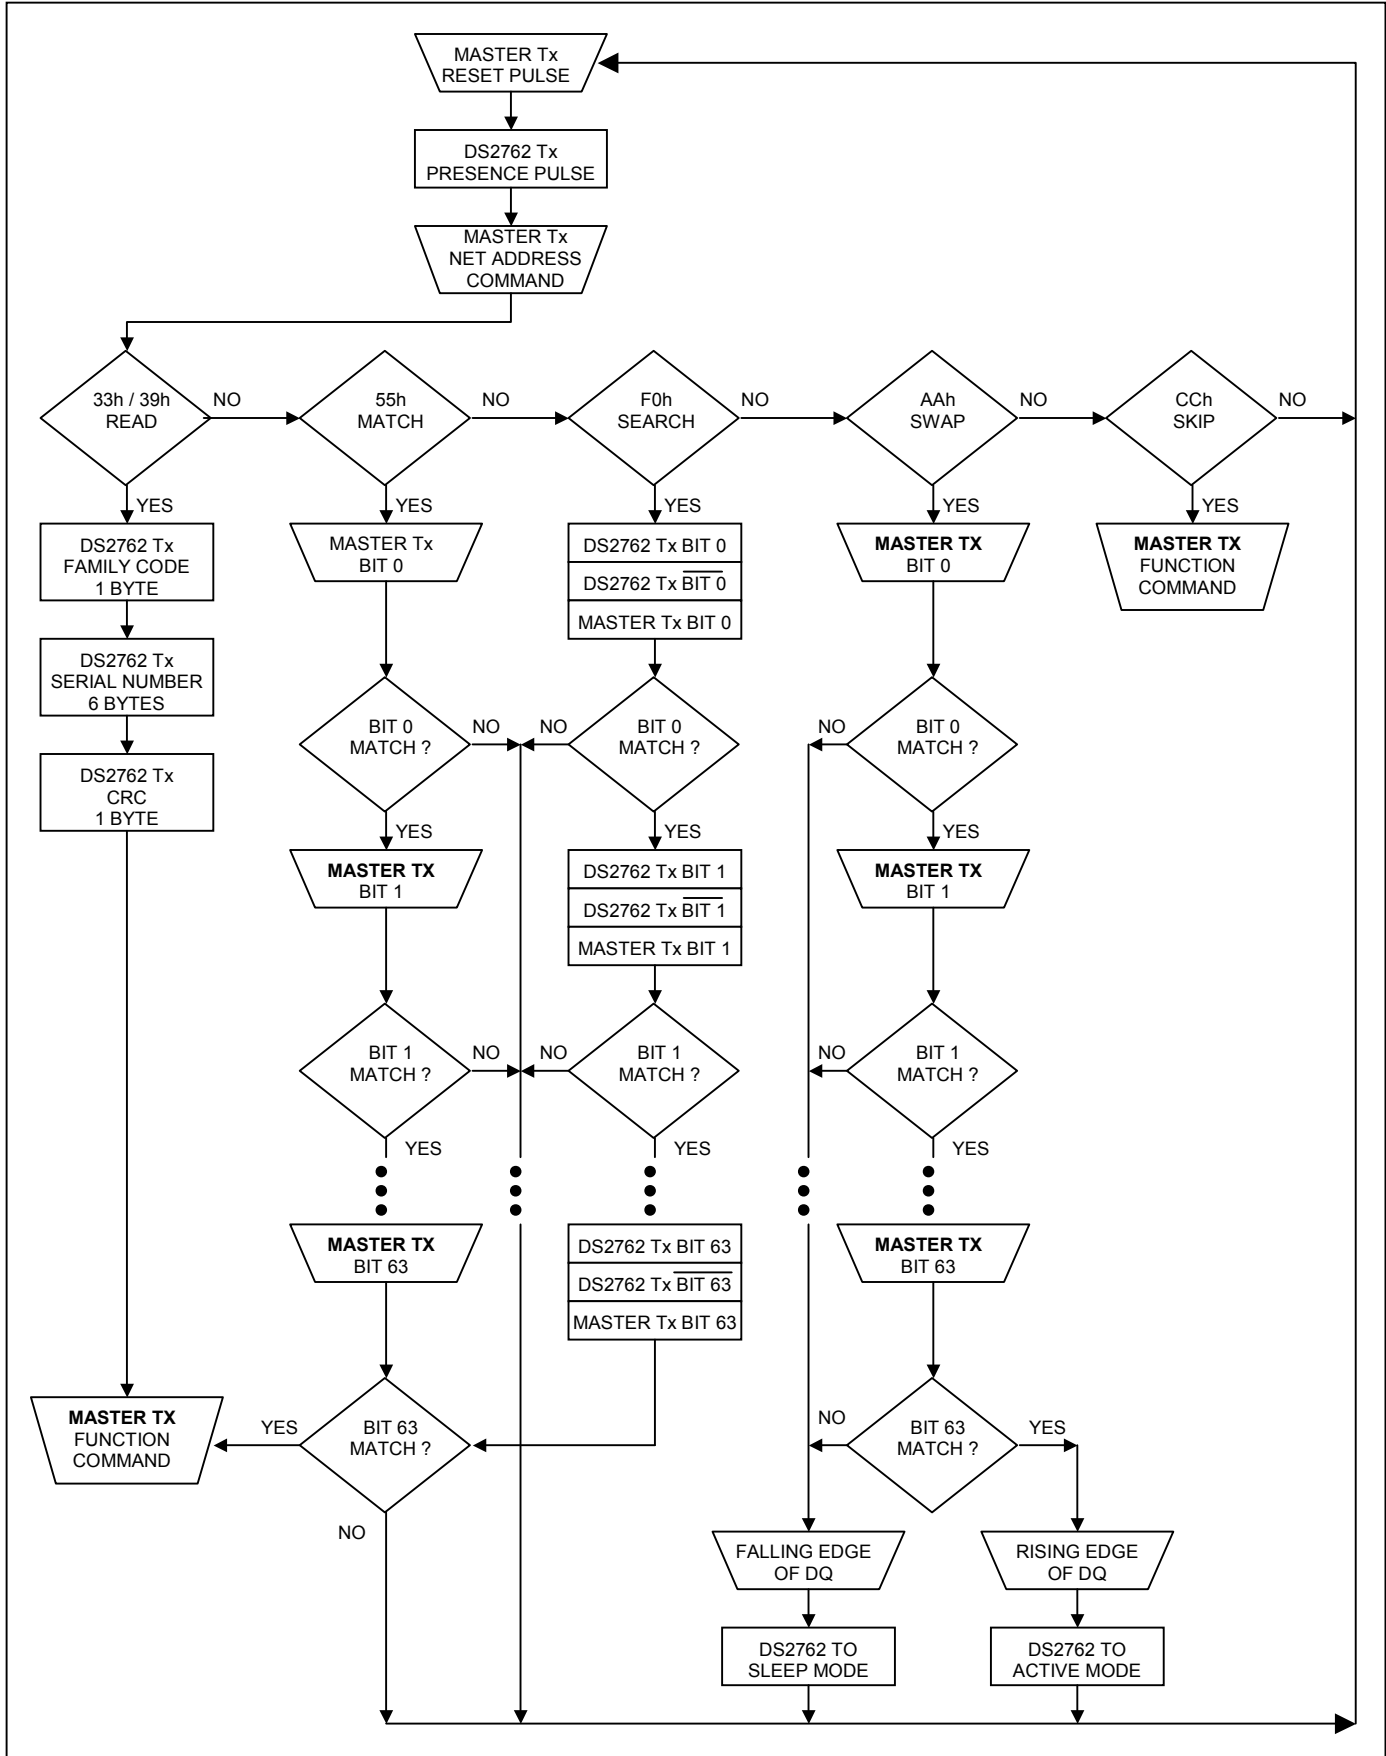 MASTER Tx
RESET PULSE
DS2762 Tx
PRESENCE PULSE
MASTER Tx
NET ADDRESS
COMMAND
33h / 39h
READ
NO
55h
MATCH
NO
F0h
SEARCH
NO
AAh
SWAP
NO
CCh
SKIP
NO
YES
YES
YES
YES
YES
DS2762 Tx
FAMILY CODE
1 BYTE
DS2762 Tx
SERIAL NUMBER
6 BYTES
DS2762 Tx
CRC
1 BYTE
MASTER Tx
BIT 0
BIT 0
MATCH ?
NO
YES
MASTER TX
BIT 1
BIT 1
MATCH ?
NO
YES
MASTER TX
BIT 63
BIT 63
MATCH ?
YES
NO
MASTER TX
FUNCTION
COMMAND
DS2762 Tx BIT 0
DS2762 Tx BIT 0
MASTER Tx BIT 0
BIT 0
MATCH ?
NO
YES
DS2762 Tx BIT 1
DS2762 Tx BIT 1
MASTER Tx BIT 1
BIT 1
MATCH ?
NO
YES
DS2762 Tx BIT 63
DS2762 Tx BIT 63
MASTER Tx BIT 63
MASTER TX
BIT 0
BIT 0
MATCH ?
NO
YES
MASTER TX
BIT 1
BIT 1
MATCH ?
NO
YES
MASTER TX
BIT 63
BIT 63
MATCH ?
NO
YES
FALLING EDGE
OF DQ
DS2762 TO
SLEEP MODE
RISING EDGE
OF DQ
DS2762 TO
ACTIVE MODE
MASTER TX
FUNCTION
COMMAND